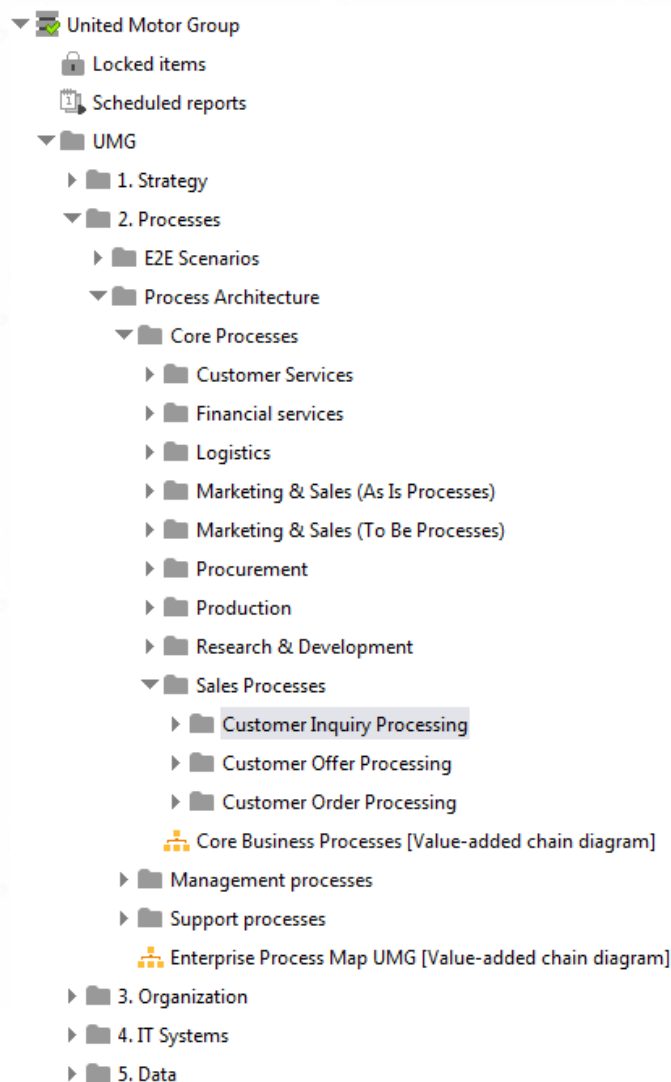 United Motor Group
Locked items
Scheduled reports
UMG
1. Strategy
2. Processes
E2E Scenarios
Process Architecture
Core Processes
Customer Services
Financial services
Logistics
Marketing & Sales (As Is Processes)
Marketing & Sales (To Be Processes)
Procurement
Production
Research & Development
Sales Processes
Customer Inquiry Processing
Customer Offer Processing
Customer Order Processing
Core Business Processes [Value-added chain diagram]
Management processes
Support processes
Enterprise Process Map UMG [Value-added chain diagram]
3. Organization
4. IT Systems
5. Data